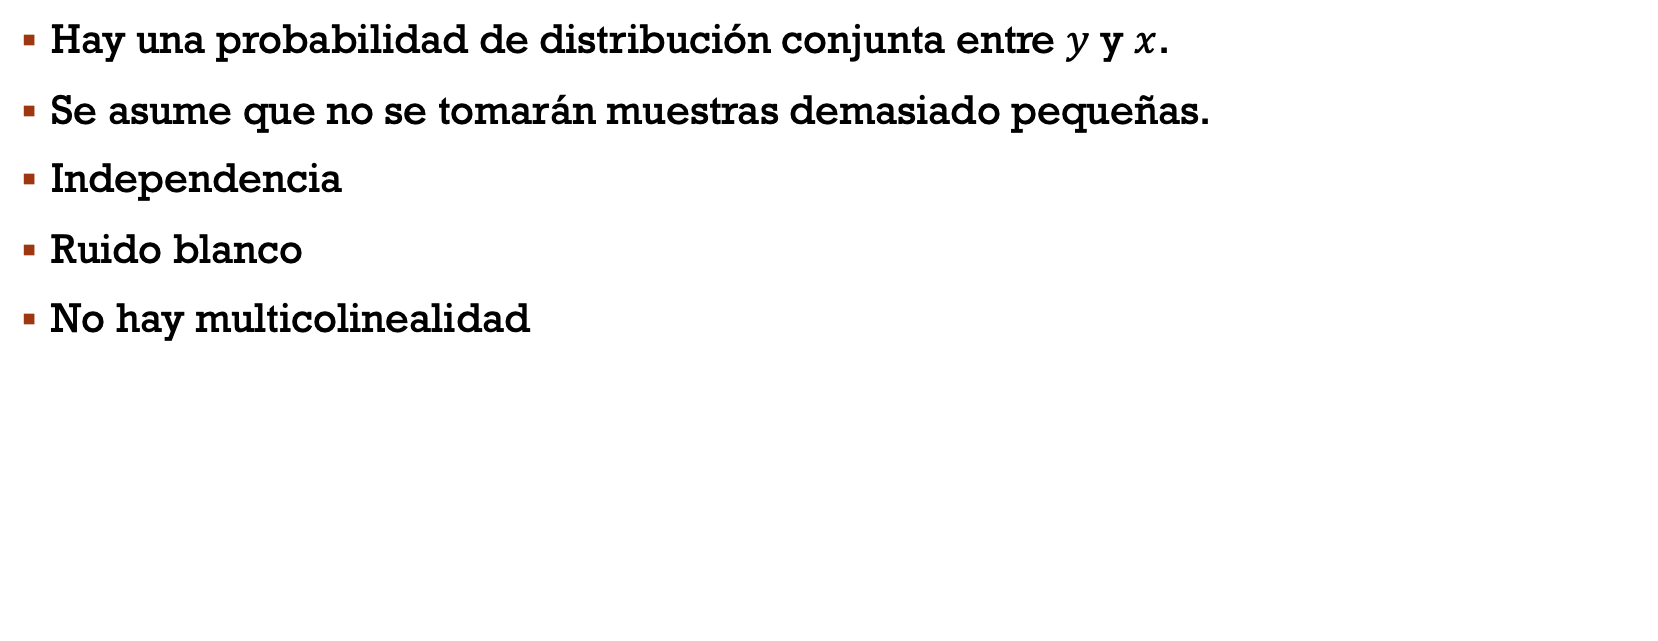 ▪ Hay una probabilidad de distribución conjunta entre y y x.
▪ Se asume que no se tomarán muestras demasiado pequeñas.
▪ Independencia
▪ Ruido blanco
▪ No hay multicolinealidad